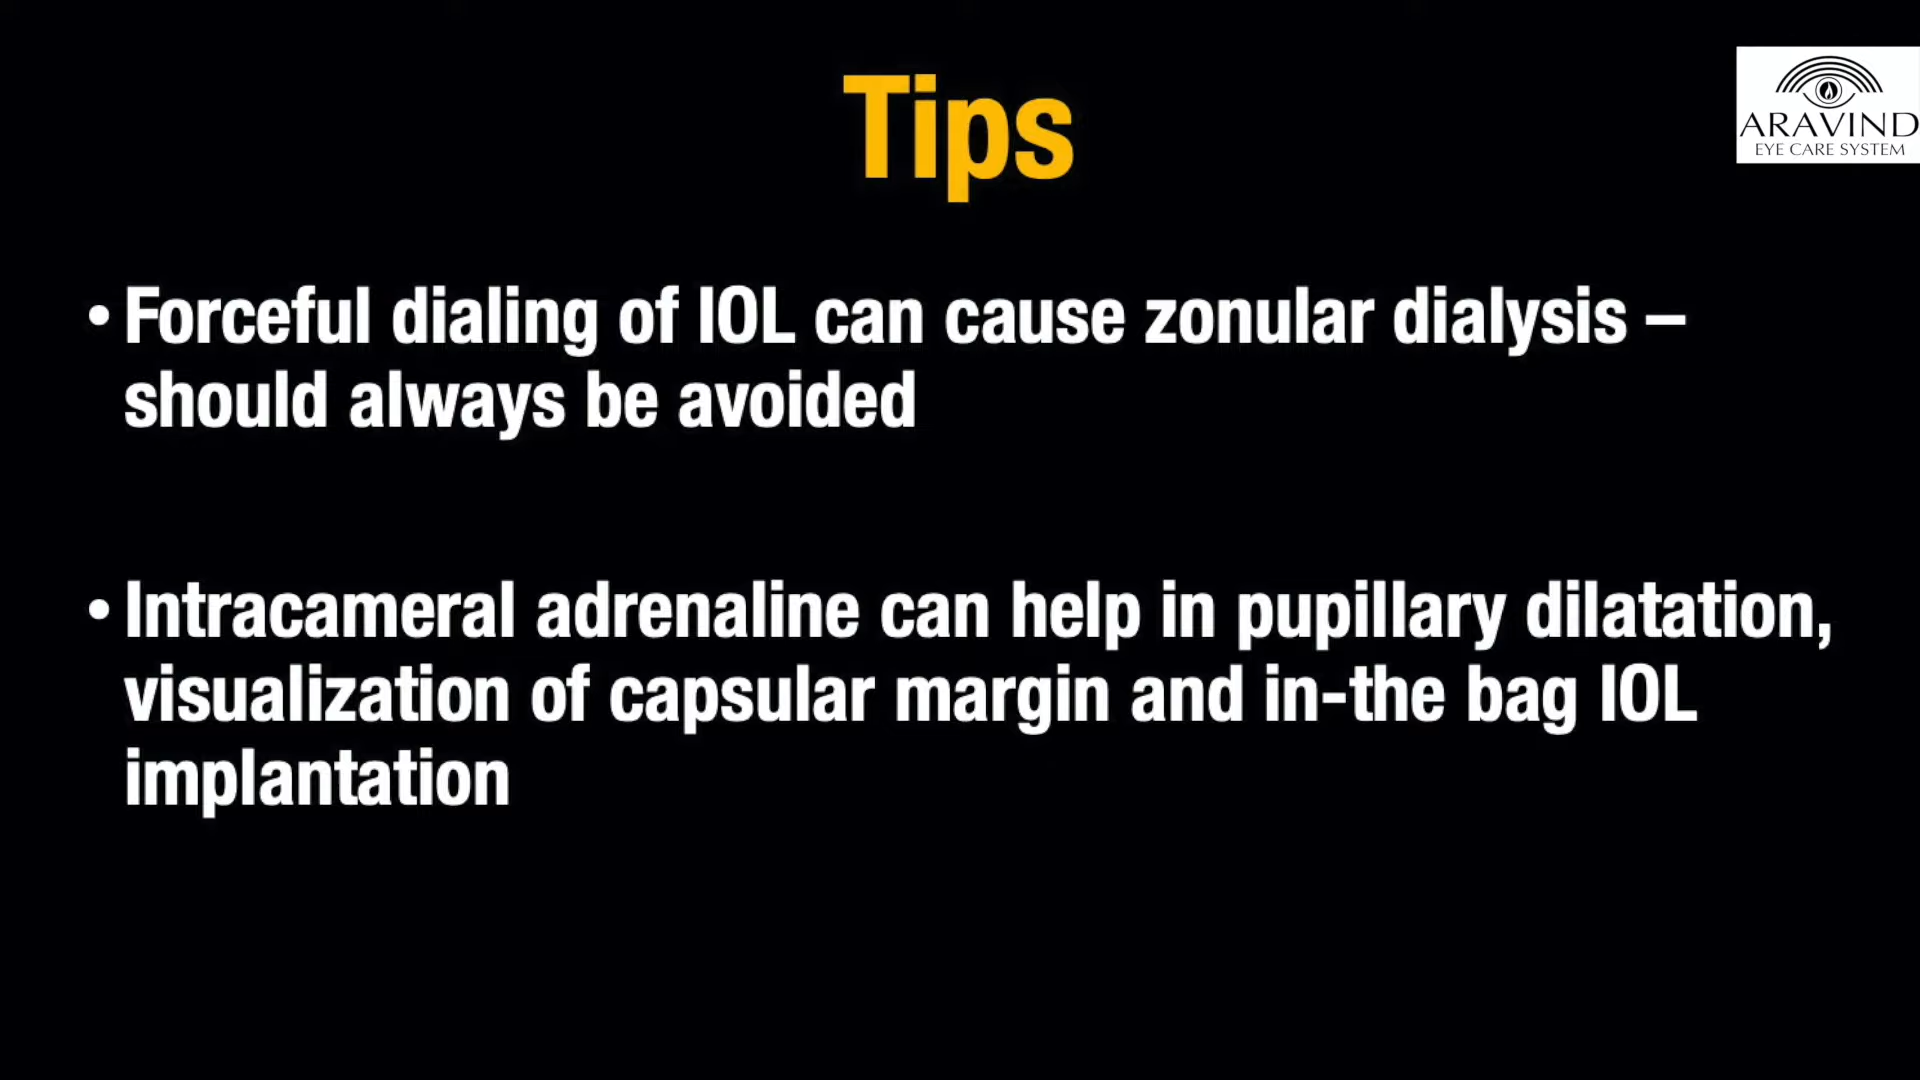 Tips
ARAVIND
EYE CARE SYSTEM
• Forceful dialing of IOL can cause zonular dialysis –
should always be avoided
• Intracameral adrenaline can help in pupillary dilatation,
visualization of capsular margin and in-the bag IOL
implantation